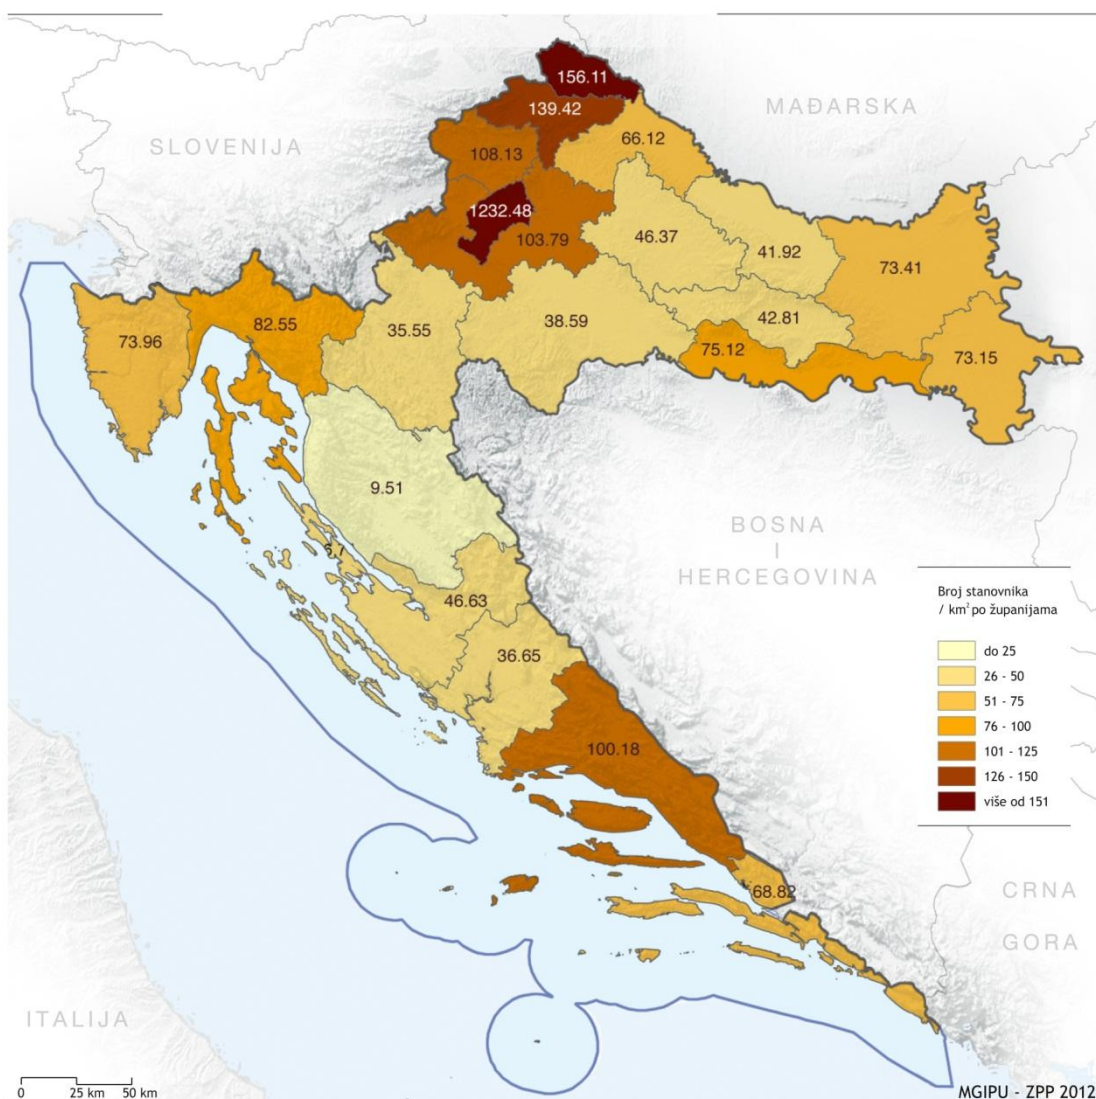 156.11
139.42
MAĐARSKA
66.12
SLOVENIJA
108.13
1232.48
103.79
46.37
41.92
73.41
82.55
38.59
42.81
35.55
73.96
75.12
73.15
9.51
BOSNA
I
HERCEGOVINA
46.63
36.65
Broj stanovnika
/ km² po županijama
do 25
26 - 50
51 - 75
76 - 100
101 - 125
126 - 150
više od 151
100.18
68.82
CRNA
GORA
ITALIJA
0 25 km 50 km
MGIPU - ZPP 2012